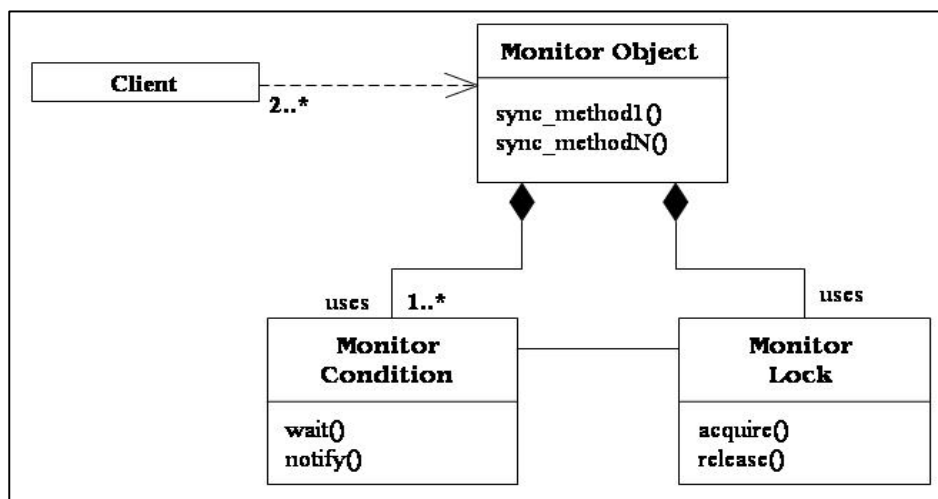 Monitor Object
Client
2..*
sync_method1()
sync_methodN()
uses
1..*
uses
Monitor
Condition
wait()
notify()
Monitor
Lock
acquire()
release()